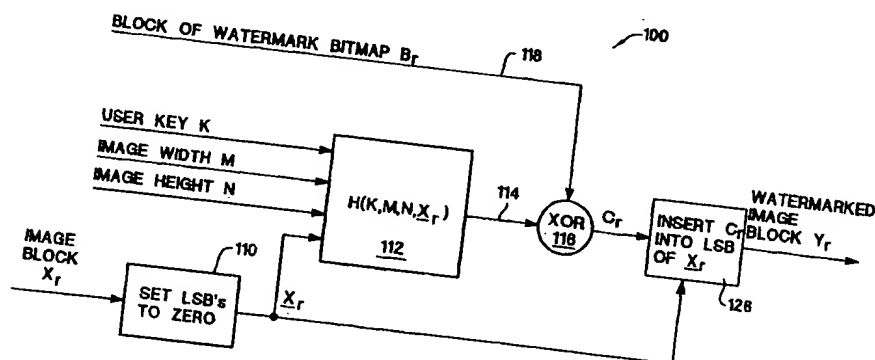 100
BLOCK OF WATERMARK BITMAP Br
118
USER KEY K
IMAGE WIDTH M
IMAGE HEIGHT N
H(K,M,N,Xr)
112
114
XOR
116
Cr
INSERT Cr
INTO LSB
OF Xr
126
WATERMARKED
IMAGE
BLOCK Yr
IMAGE
BLOCK
Xr
110
SET LSB's
TO ZERO
Xr